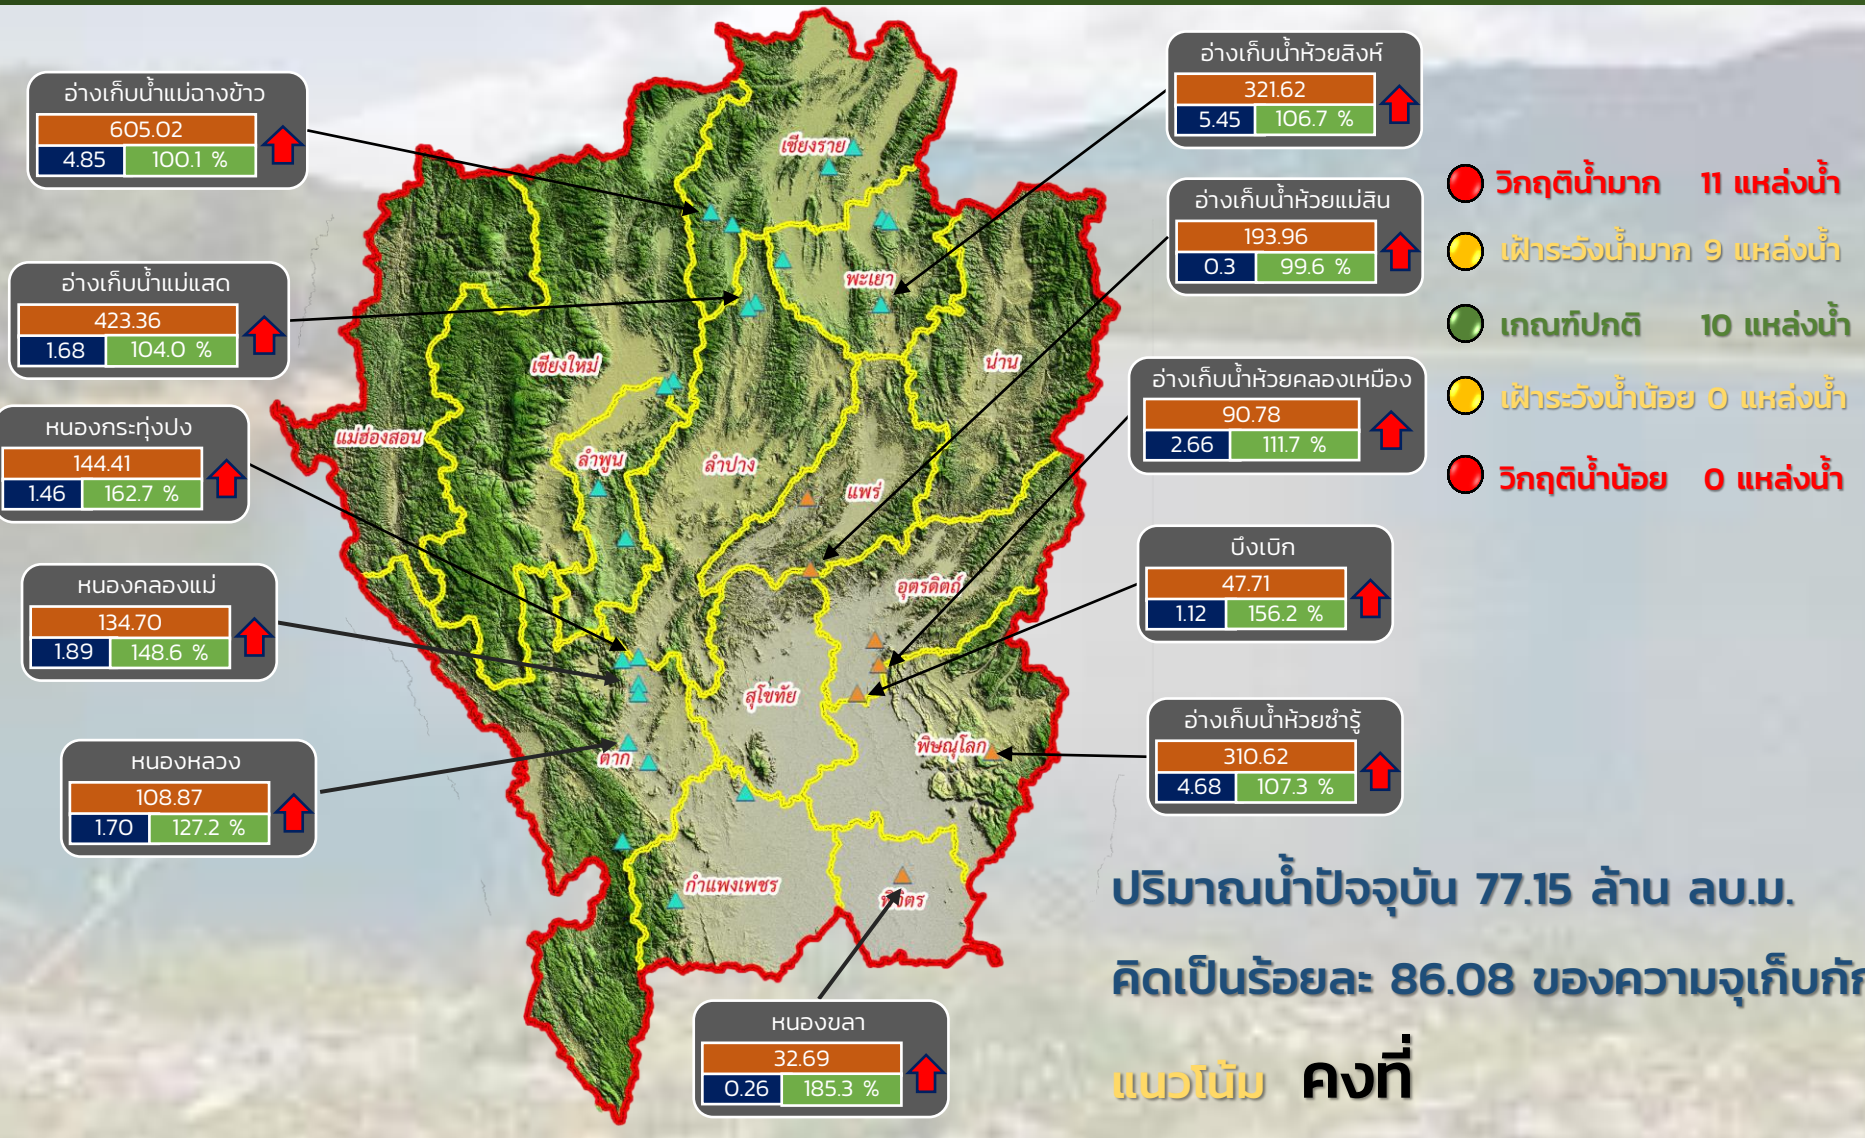 อ่างเก็บน้ำแม่ฉางข้าว
605.02
4.85 100.1 %
อ่างเก็บน้ำแม่แสด
423.36
1.68 104.0 %
หนองกระทุ่งปง
144.41
1.46 162.7 %
หนองคลองแม่
134.70
1.89 148.6 %
หนองหลวง
108.87
1.70 127.2 %
หนองขลา
32.69
0.26 185.3 %
เชียงราย
พะเยา
เชียงใหม่
น่าน
แม่ฮ่องสอน
ลำพูน
ลำปาง
แพร่
อุตรดิตถ์
สุโขทัย
ตาก
พิษณุโลก
กำแพงเพชร
พิจิตร
อ่างเก็บน้ำห้วยสิงห์
321.62
5.45 106.7 %
อ่างเก็บน้ำห้วยแม่สิน
193.96
0.3 99.6 %
อ่างเก็บน้ำห้วยคลองเหมือง
90.78
2.66 111.7 %
บึงเบิก
47.71
1.12 156.2 %
อ่างเก็บน้ำห้วยซำรู้
310.62
4.68 107.3 %
วิกฤติน้ำมาก 11 แหล่งน้ำ
เฝ้าระวังน้ำมาก 9 แหล่งน้ำ
เกณฑ์ปกติ 10 แหล่งน้ำ
เฝ้าระวังน้ำน้อย 0 แหล่งน้ำ
วิกฤติน้ำน้อย 0 แหล่งน้ำ
ปริมาณน้ำปัจจุบัน 77.15 ล้าน ลบ.ม.
คิดเป็นร้อยละ 86.08 ของความจุเก็บกัก
แนวโน้ม คงที่